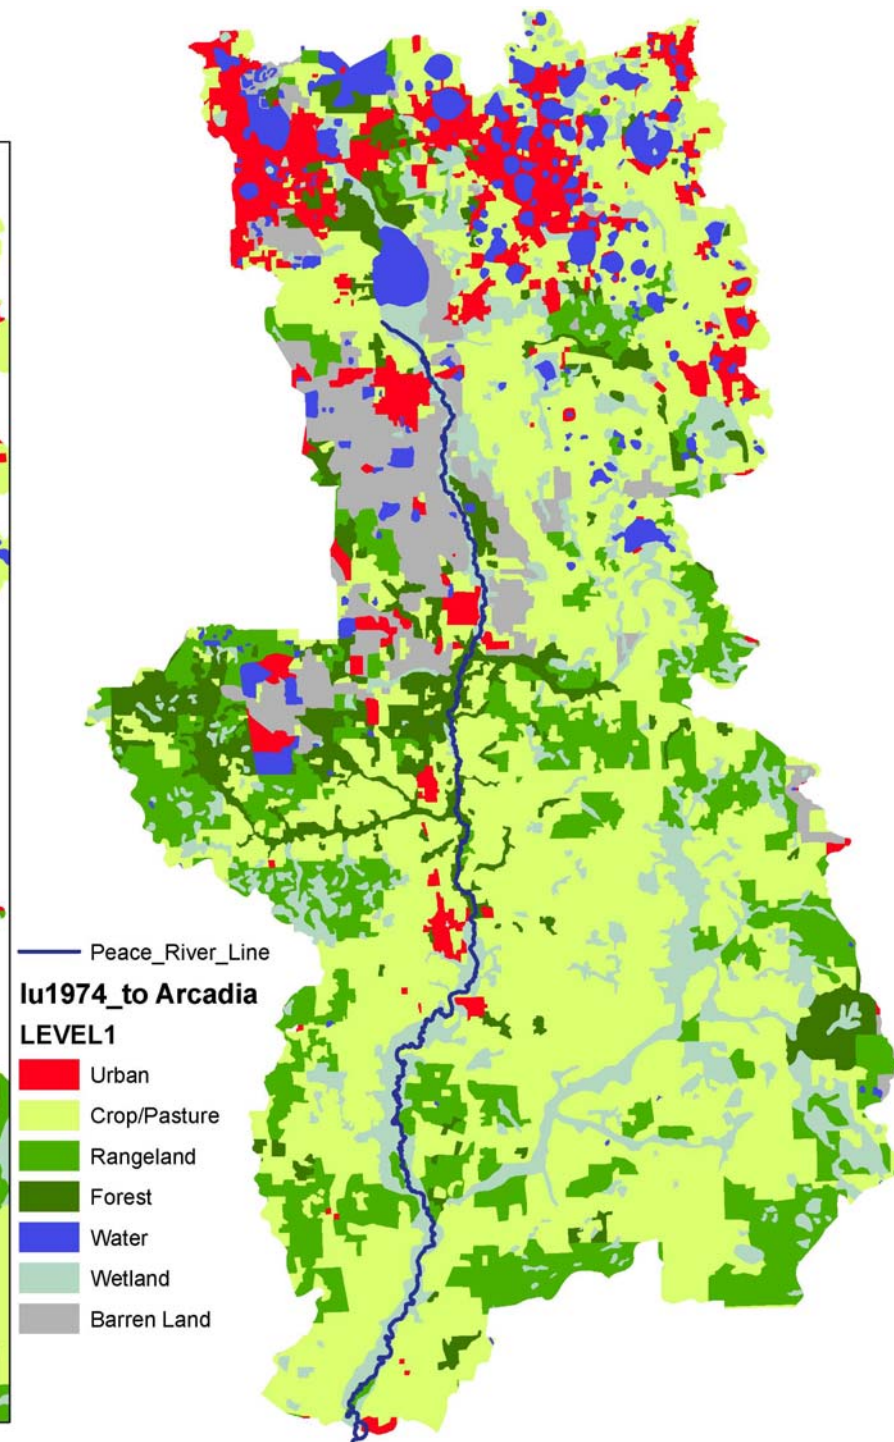 Peace_River_Line
lu1974_to Arcadia
LEVEL1
Urban
Crop/Pasture
Rangeland
Forest
Water
Wetland
Barren Land